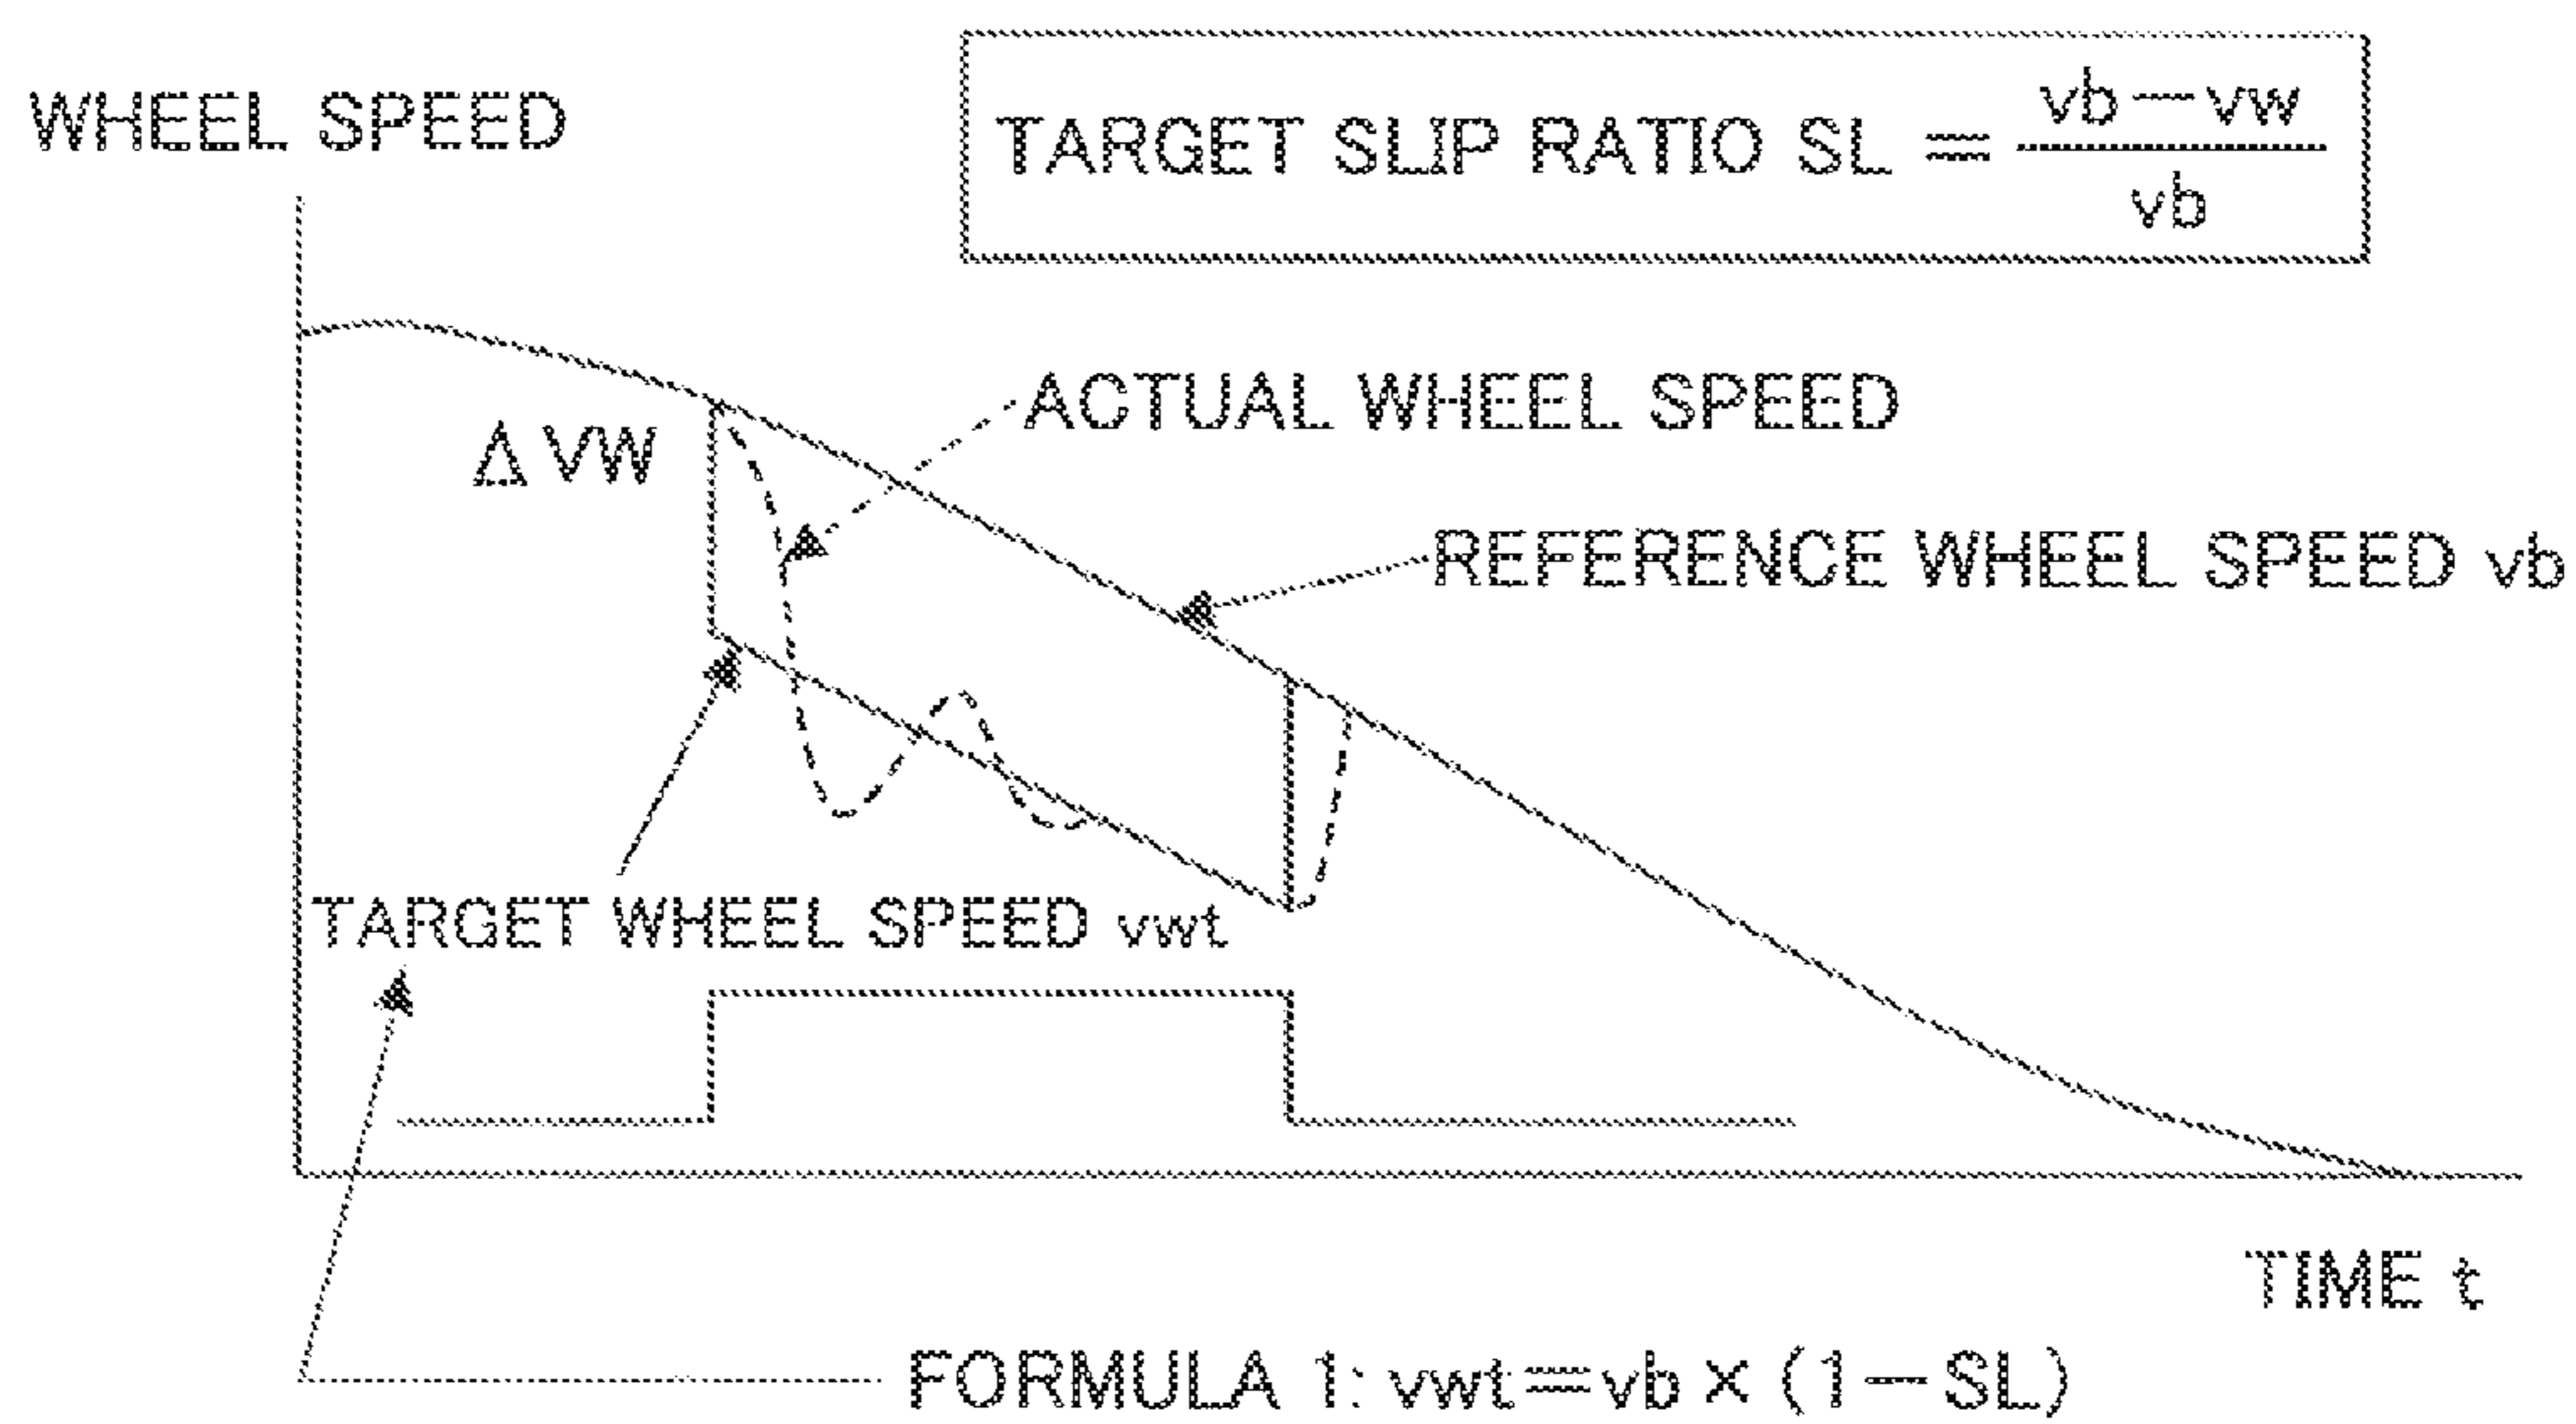 WHEEL SPEED
TARGET SLIP RATIO SL = vb−vw
vb
ACTUAL WHEEL SPEED
ΔVW
REFERENCE WHEEL SPEED vb
TARGET WHEEL SPEED vwt
TIME t
FORMULA 1: vwt=vb×(1−SL)